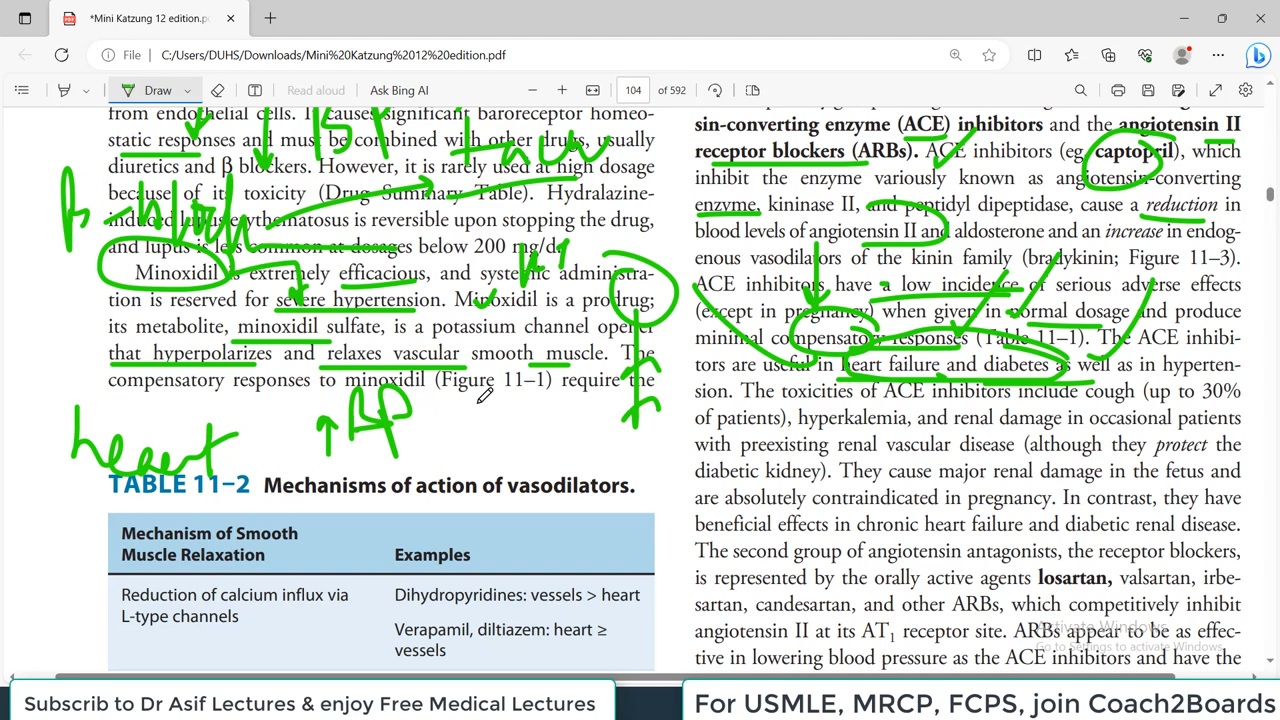 *Mini Katzung 12 edition.p
File
C:/Users/DUHS/Downloads/Mini%20Katzung%2012%20edition.pdf
Draw
Read aloud
Ask Bing AI
104
of 592
from endothelial cells. It causes significant baroreceptor homeo-
static responses and must be combined with other drugs, usually
diuretics and β blockers. However, it is rarely used at high dosage
because of its toxicity (Drug Summary Table). Hydralazine-
induced lupus erythematosus is reversible upon stopping the drug,
and lupus is less common at dosages below 200 mg/d.
Minoxidil is extremely efficacious, and systemic administra-
tion is reserved for severe hypertension. Minoxidil is a prodrug;
its metabolite, minoxidil sulfate, is a potassium channel opener
that hyperpolarizes and relaxes vascular smooth muscle. The
compensatory responses to minoxidil (Figure 11–1) require the
BP
tach
β-block
K+
↑ RP
heart
TABLE 11–2 Mechanisms of action of vasodilators.
Mechanism of Smooth
Muscle Relaxation
Examples
Reduction of calcium influx via
L-type channels
Dihydropyridines: vessels > heart
Verapamil, diltiazem: heart ≥
vessels
sin-converting enzyme (ACE) inhibitors and the angiotensin II
receptor blockers (ARBs). ACE inhibitors (eg, captopril), which
inhibit the enzyme variously known as angiotensin-converting
enzyme, kininase II, and peptidyl dipeptidase, cause a reduction in
blood levels of angiotensin II and aldosterone and an increase in endog-
enous vasodilators of the kinin family (bradykinin; Figure 11–3).
ACE inhibitors have a low incidence of serious adverse effects
(except in pregnancy) when given in normal dosage and produce
minimal compensatory responses (Table 11–1). The ACE inhibi-
tors are useful in heart failure and diabetes as well as in hyperten-
sion. The toxicities of ACE inhibitors include cough (up to 30%
of patients), hyperkalemia, and renal damage in occasional patients
with preexisting renal vascular disease (although they protect the
diabetic kidney). They cause major renal damage in the fetus and
are absolutely contraindicated in pregnancy. In contrast, they have
beneficial effects in chronic heart failure and diabetic renal disease.
The second group of angiotensin antagonists, the receptor blockers,
is represented by the orally active agents losartan, valsartan, irbe-
sartan, candesartan, and other ARBs, which competitively inhibit
angiotensin II at its AT1 receptor site. ARBs appear to be as effec-
tive in lowering blood pressure as the ACE inhibitors and have the
Activate Windows
Go to Settings to activate Windows.
Subscrib to Dr Asif Lectures & enjoy Free Medical Lectures
For USMLE, MRCP, FCPS, join Coach2Boards